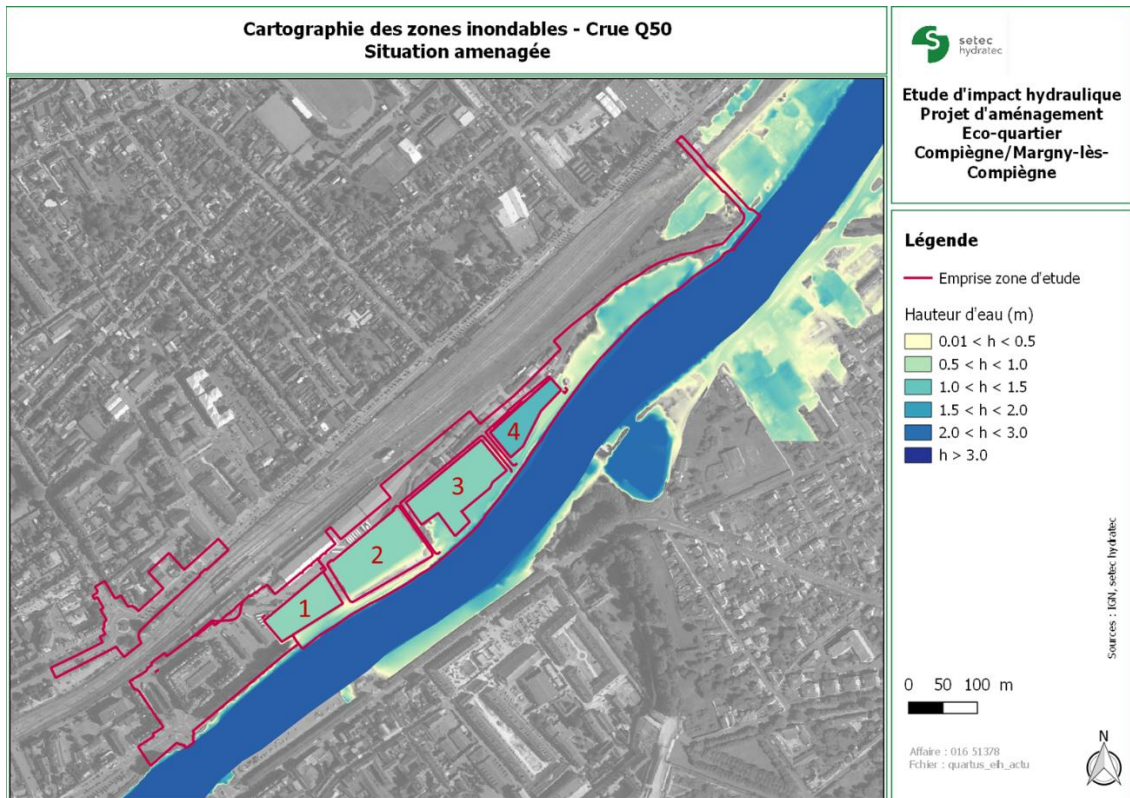 Cartographie des zones inondables - Crue Q50
Situation amenagée
setec
hydratec
Etude d'impact hydraulique
Projet d'aménagement
Eco-quartier
Compiègne/Margny-lès-
Compiègne
Légende
Emprise zone d'etude
Hauteur d'eau (m)
0.01 < h < 0.5
0.5 < h < 1.0
1.0 < h < 1.5
1.5 < h < 2.0
2.0 < h < 3.0
h > 3.0
Sources : IGN, setec hydratec
0 50 100 m
Affaire : 016 51378
Fchier : quartus_eih_actu
N
4
3
2
1